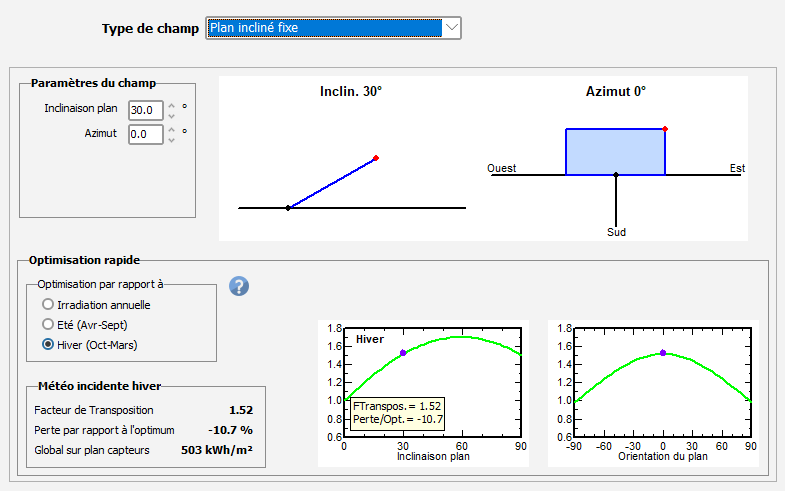 Type de champ
Plan incliné fixe
Paramètres du champ
Inclinaison plan 30.0 °
Azimut 0.0 °
Inclin. 30°
Azimut 0°
Ouest Est
Sud
Optimisation rapide
Optimisation par rapport à
Irradiation annuelle
Eté (Avr-Sept)
Hiver (Oct-Mars)
?
Météo incidente hiver
Facteur de Transposition 1.52
Perte par rapport à l'optimum -10.7 %
Global sur plan capteurs 503 kWh/m²
1.8
1.6
1.4
1.2
1.0
0.8
0.6
Hiver
FTranspos.= 1.52
Perte/Opt.= -10.7
0 30 60 90
Inclinaison plan
1.8
1.6
1.4
1.2
1.0
0.8
0.6
-90 -60 -30 0 30 60 90
Orientation du plan